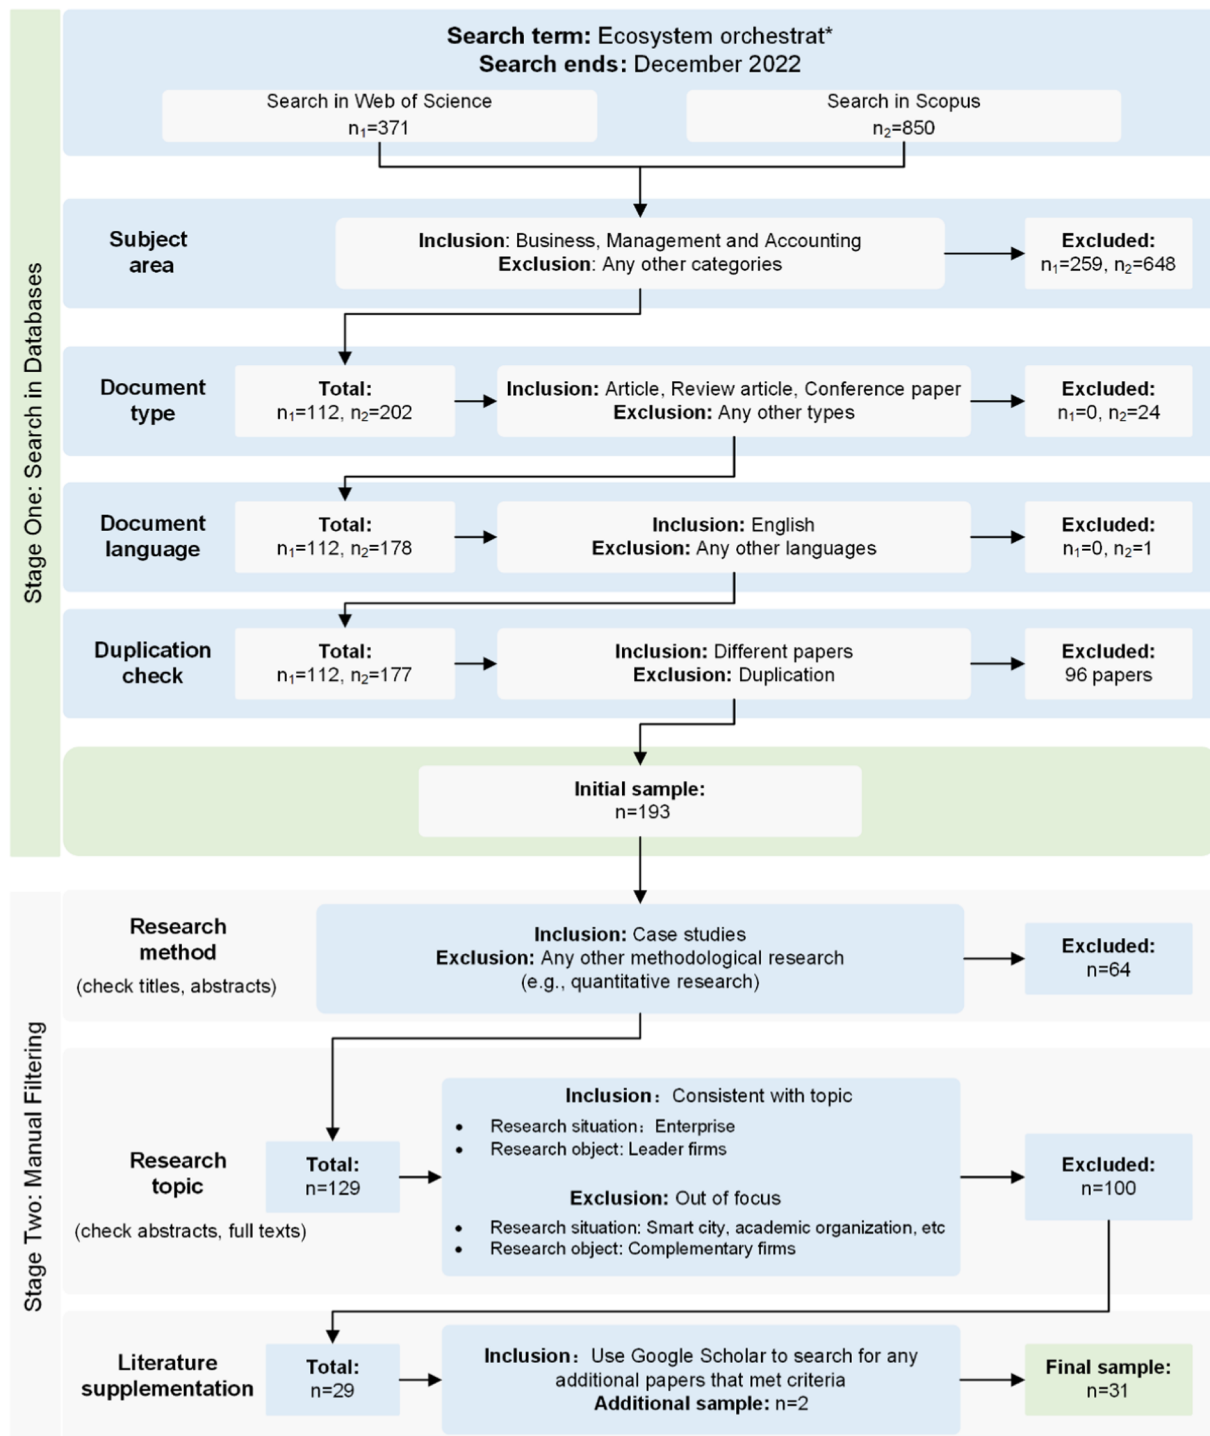 Stage One: Search in Databases
Search term: Ecosystem orchestrat*
Search ends: December 2022
Search in Web of Science
n₁=371
Search in Scopus
n₂=850
Subject
area
Inclusion: Business, Management and Accounting
Exclusion: Any other categories
Excluded:
n₁=259, n₂=648
Document
type
Total:
n₁=112, n₂=202
Inclusion: Article, Review article, Conference paper
Exclusion: Any other types
Excluded:
n₁=0, n₂=24
Document
language
Total:
n₁=112, n₂=178
Inclusion: English
Exclusion: Any other languages
Excluded:
n₁=0, n₂=1
Duplication
check
Total:
n₁=112, n₂=177
Inclusion: Different papers
Exclusion: Duplication
Excluded:
96 papers
Initial sample:
n=193
Stage Two: Manual Filtering
Research
method
(check titles, abstracts)
Inclusion: Case studies
Exclusion: Any other methodological research
(e.g., quantitative research)
Excluded:
n=64
Research
topic
(check abstracts, full texts)
Total:
n=129
Inclusion：Consistent with topic
• Research situation：Enterprise
• Research object: Leader firms
Exclusion: Out of focus
• Research situation: Smart city, academic organization, etc
• Research object: Complementary firms
Excluded:
n=100
Literature
supplementation
Total:
n=29
Inclusion：Use Google Scholar to search for any
additional papers that met criteria
Additional sample: n=2
Final sample:
n=31